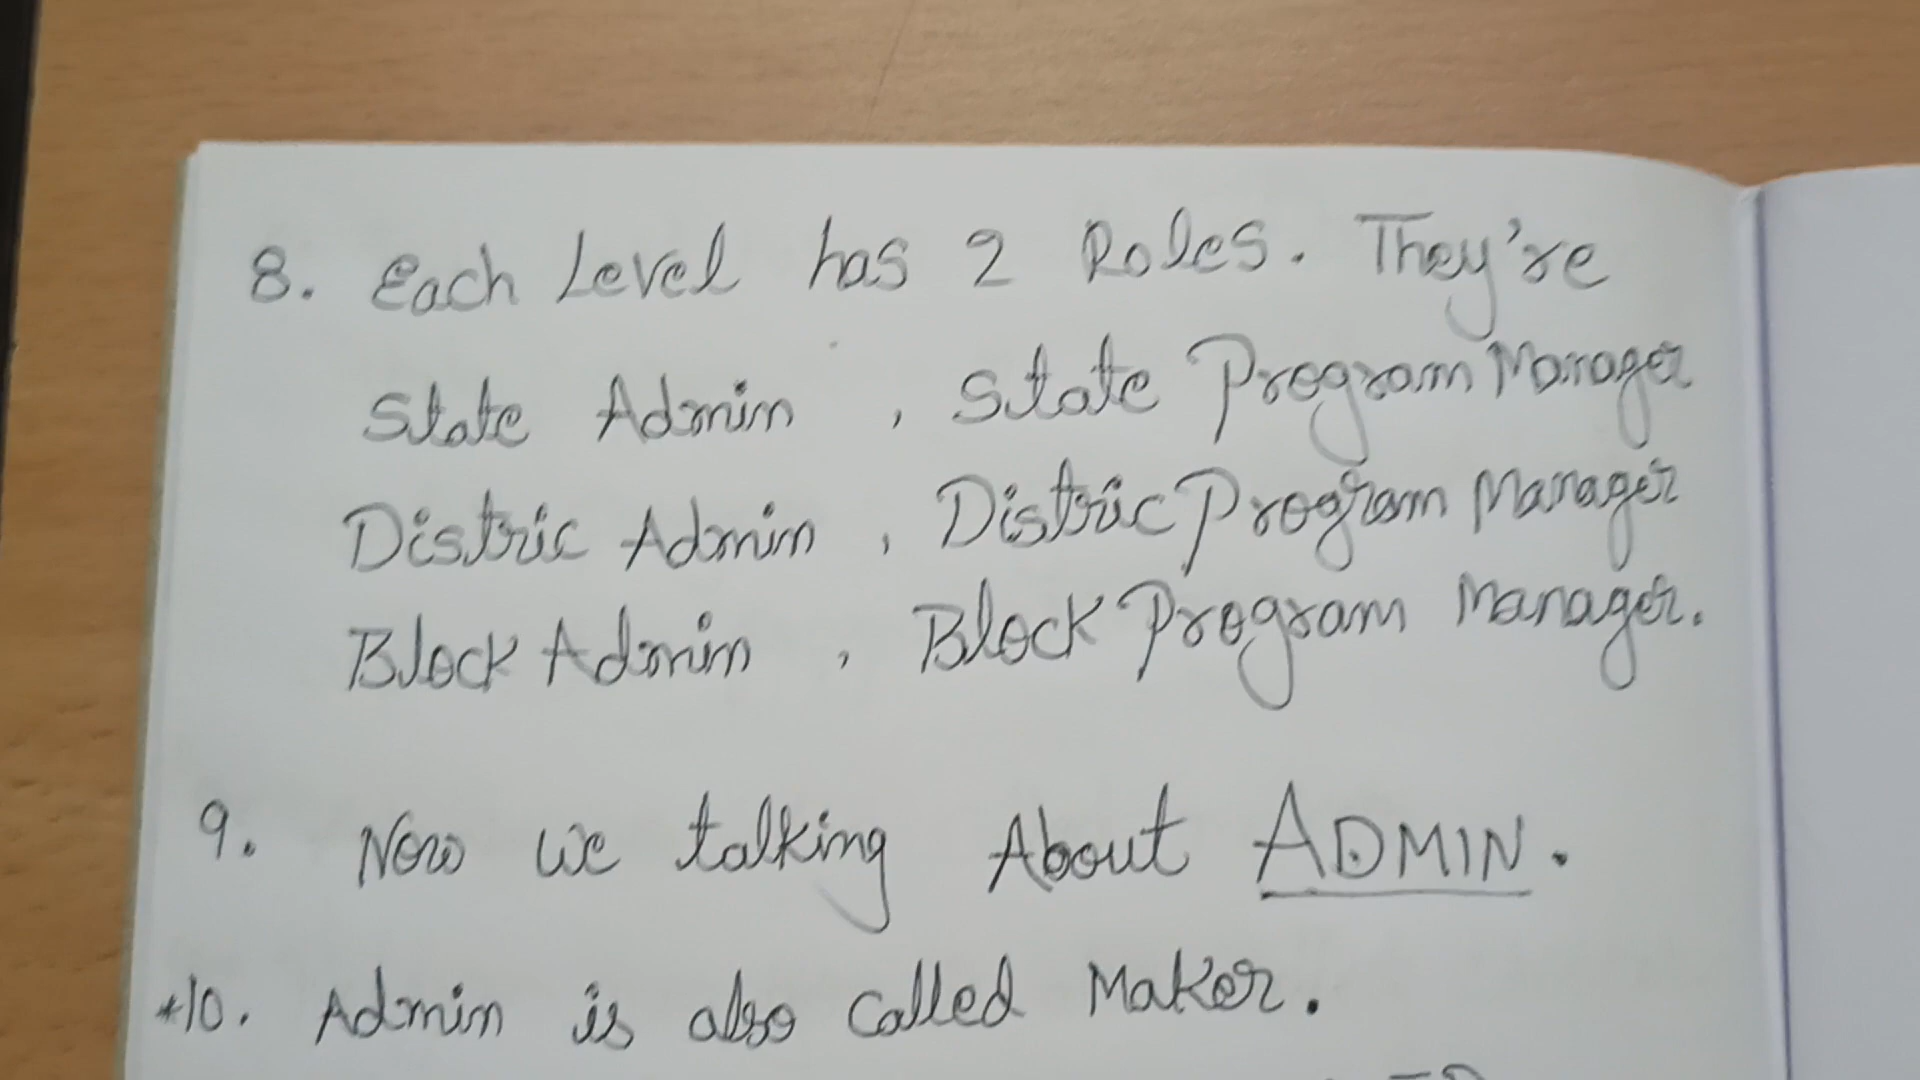 8. Each Level has 2 Roles. They're
State Admin , State Program Manager
Distric Admin , Distric Program Manager
Block Admin , Block Program Manager.
9. Now we talking About ADMIN.
*10. Admin is also called Maker.